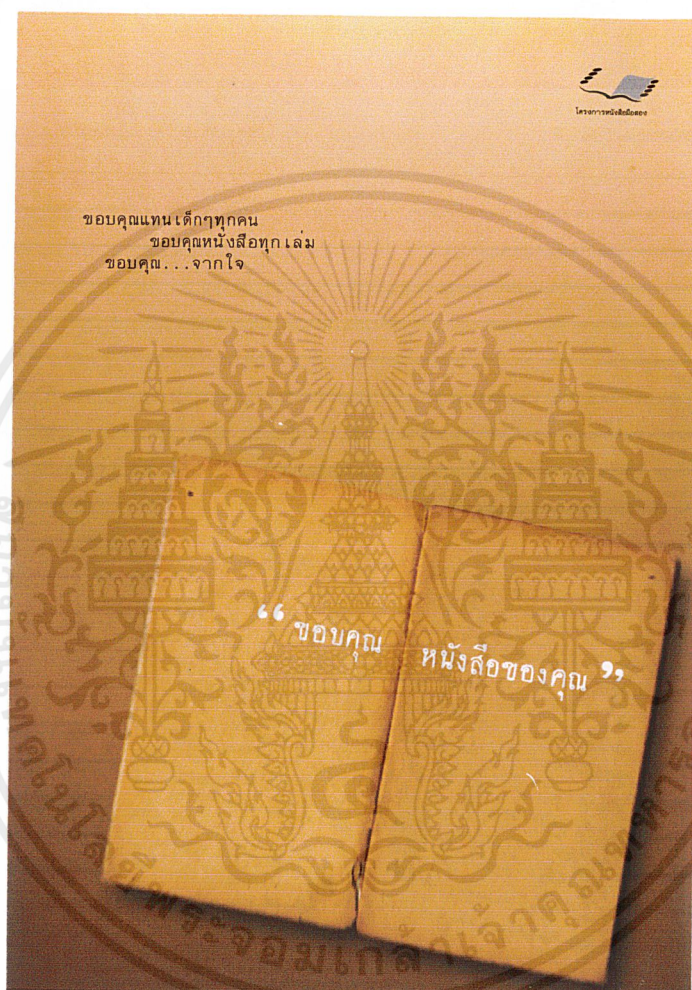 โครงการหนังสือมือสอง
ขอบคุณแทนเด็กๆทุกคน
ขอบคุณหนังสือทุกเล่ม
ขอบคุณ...จากใจ
“ ขอบคุณ หนังสือของคุณ ”